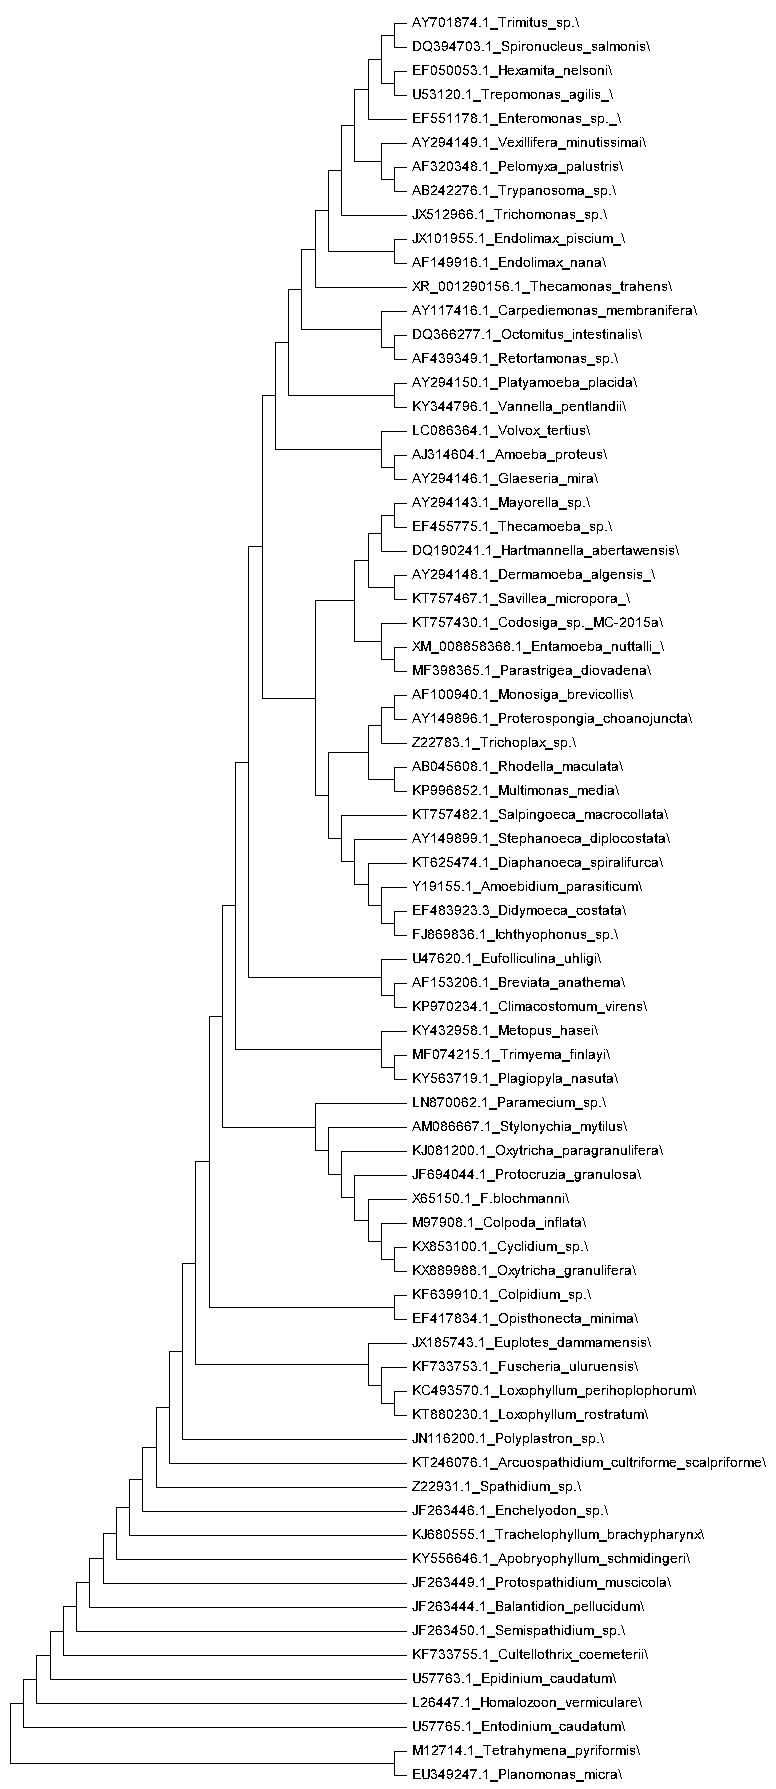 AY701874.1_Trimitus_sp.\
DQ394703.1_Spironucleus_salmonis\
EF050053.1_Hexamita_nelsoni\
U53120.1_Trepomonas_agilis_\
EF551178.1_Enteromonas_sp._\
AY294149.1_Vexillifera_minutissimai\
AF320348.1_Pelomyxa_palustris\
AB242276.1_Trypanosoma_sp.\
JX512966.1_Trichomonas_sp.\
JX101955.1_Endolimax_piscium_\
AF149916.1_Endolimax_nana\
XR_001290156.1_Thecamonas_trahens\
AY117416.1_Carpediemonas_membranifera\
DQ366277.1_Octomitus_intestinalis\
AF439349.1_Retortamonas_sp.\
AY294150.1_Platyamoeba_placida\
KY344796.1_Vannella_pentlandii\
LC086364.1_Volvox_tertius\
AJ314604.1_Amoeba_proteus\
AY294146.1_Glaeseria_mira\
AY294143.1_Mayorella_sp.\
EF455775.1_Thecamoeba_sp.\
DQ190241.1_Hartmannella_abertawensis\
AY294148.1_Dermamoeba_algensis_\
KT757467.1_Savillea_micropora_\
KT757430.1_Codosiga_sp._MC-2015a\
XM_008858368.1_Entamoeba_nuttalli_\
MF398365.1_Parastrigea_diovadena\
AF100940.1_Monosiga_brevicollis\
AY149896.1_Proterospongia_choanojuncta\
Z22783.1_Trichoplax_sp.\
AB045608.1_Rhodella_maculata\
KP996852.1_Multimonas_media\
KT757482.1_Salpingoeca_macrocollata\
AY149899.1_Stephanoeca_diplocostata\
KT625474.1_Diaphanoeca_spiralifurca\
Y19155.1_Amoebidium_parasiticum\
EF483923.3_Didymoeca_costata\
FJ869836.1_Ichthyophonus_sp.\
U47620.1_Eufolliculina_uhligi\
AF153206.1_Breviata_anathema\
KP970234.1_Climacostomum_virens\
KY432958.1_Metopus_hasei\
MF074215.1_Trimyema_finlayi\
KY563719.1_Plagiopyla_nasuta\
LN870062.1_Paramecium_sp.\
AM086667.1_Stylonychia_mytilus\
KJ081200.1_Oxytricha_paragranulifera\
JF694044.1_Protocruzia_granulosa\
X65150.1_F.blochmanni\
M97908.1_Colpoda_inflata\
KX853100.1_Cyclidium_sp.\
KX889988.1_Oxytricha_granulifera\
KF639910.1_Colpidium_sp.\
EF417834.1_Opisthonecta_minima\
JX185743.1_Euplotes_dammamensis\
KF733753.1_Fuscheria_uluruensis\
KC493570.1_Loxophyllum_perihoplophorum\
KT880230.1_Loxophyllum_rostratum\
JN116200.1_Polyplastron_sp.\
KT246076.1_Arcuospathidium_cultriforme_scalpriforme\
Z22931.1_Spathidium_sp.\
JF263446.1_Enchelyodon_sp.\
KJ680555.1_Trachelophyllum_brachypharynx\
KY556646.1_Apobryophyllum_schmidingeri\
JF263449.1_Protospathidium_muscicola\
JF263444.1_Balantidion_pellucidum\
JF263450.1_Semispathidium_sp.\
KF733755.1_Cultellothrix_coemeterii\
U57763.1_Epidinium_caudatum\
L26447.1_Homalozoon_vermiculare\
U57765.1_Entodinium_caudatum\
M12714.1_Tetrahymena_pyriformis\
EU349247.1_Planomonas_micra\